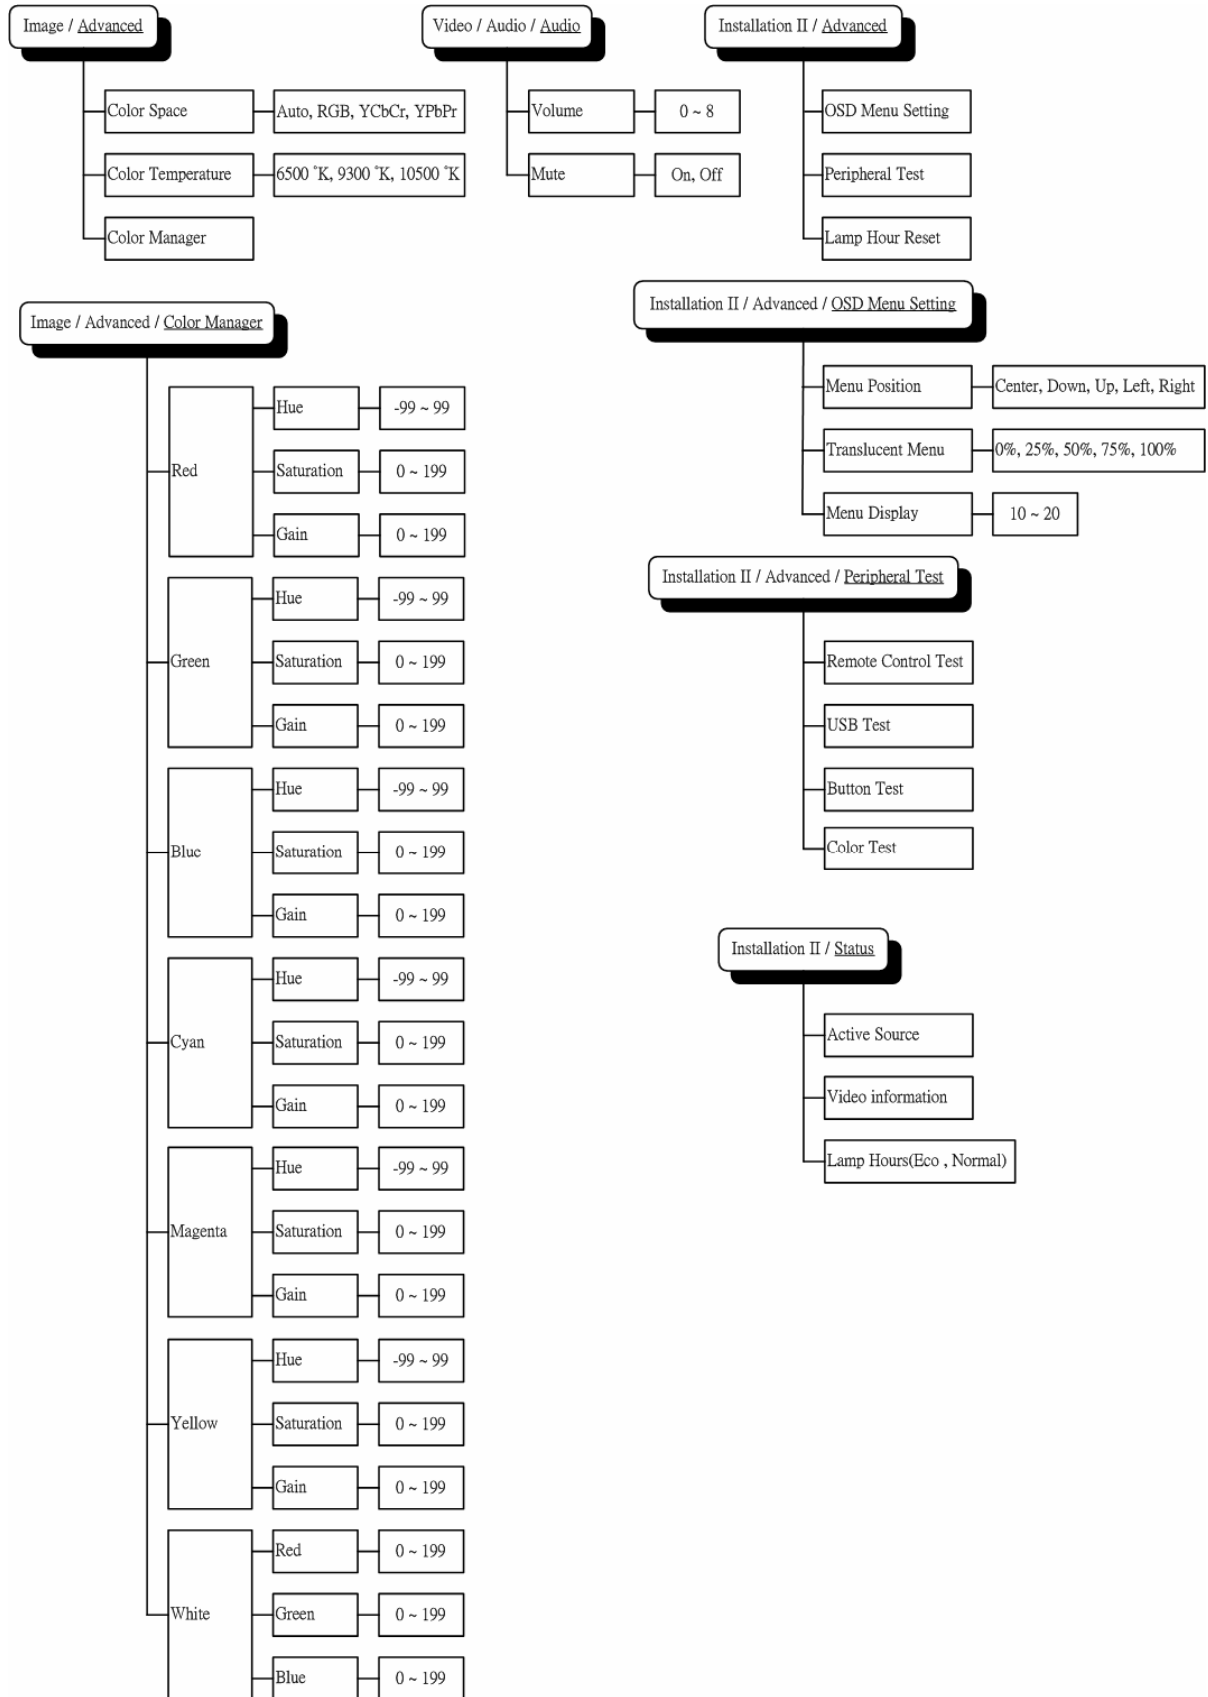 Image / Advanced
Color Space
Auto, RGB, YCbCr, YPbPr
Color Temperature
6500 ˚K, 9300 ˚K, 10500 ˚K
Color Manager
Video / Audio / Audio
Volume
0 ~ 8
Mute
On, Off
Installation II / Advanced
OSD Menu Setting
Peripheral Test
Lamp Hour Reset
Image / Advanced / Color Manager
Red
Hue
-99 ~ 99
Saturation
0 ~ 199
Gain
0 ~ 199
Green
Hue
-99 ~ 99
Saturation
0 ~ 199
Gain
0 ~ 199
Blue
Hue
-99 ~ 99
Saturation
0 ~ 199
Gain
0 ~ 199
Cyan
Hue
-99 ~ 99
Saturation
0 ~ 199
Gain
0 ~ 199
Magenta
Hue
-99 ~ 99
Saturation
0 ~ 199
Gain
0 ~ 199
Yellow
Hue
-99 ~ 99
Saturation
0 ~ 199
Gain
0 ~ 199
White
Red
0 ~ 199
Green
0 ~ 199
Blue
0 ~ 199
Installation II / Advanced / OSD Menu Setting
Menu Position
Center, Down, Up, Left, Right
Translucent Menu
0%, 25%, 50%, 75%, 100%
Menu Display
10 ~ 20
Installation II / Advanced / Peripheral Test
Remote Control Test
USB Test
Button Test
Color Test
Installation II / Status
Active Source
Video information
Lamp Hours(Eco , Normal)